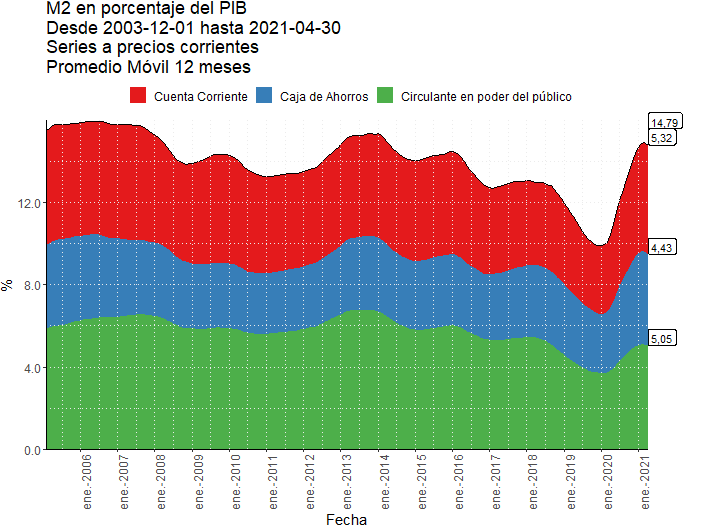 M2 en porcentaje del PIB
Desde 2003-12-01 hasta 2021-04-30
Series a precios corrientes
Promedio Móvil 12 meses
Cuenta Corriente Caja de Ahorros Circulante en poder del público
14,79
5,32
12.0
4,43
8.0
%
5,05
4.0
0.0
ene.-2006 ene.-2007 ene.-2008 ene.-2009 ene.-2010 ene.-2011 ene.-2012 ene.-2013 ene.-2014 ene.-2015 ene.-2016 ene.-2017 ene.-2018 ene.-2019 ene.-2020 ene.-2021
Fecha